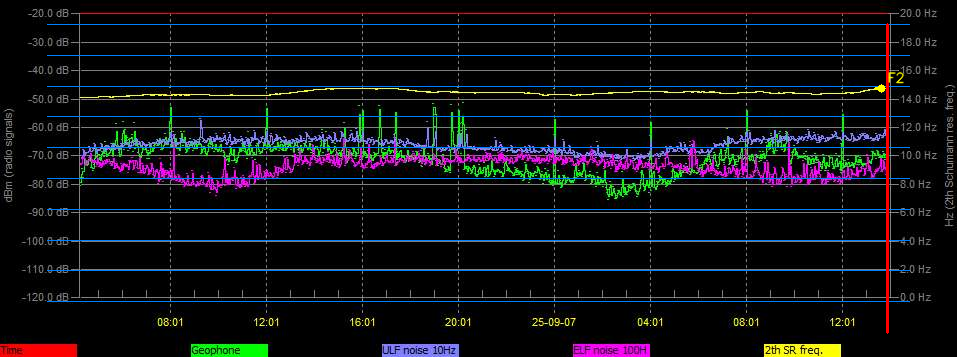 -20.0 dB
20.0 Hz
-30.0 dB
18.0 Hz
-40.0 dB
16.0 Hz
F2
-50.0 dB
14.0 Hz
-60.0 dB
12.0 Hz
-70.0 dB
10.0 Hz
-80.0 dB
8.0 Hz
-90.0 dB
6.0 Hz
-100.0 dB
4.0 Hz
-110.0 dB
2.0 Hz
-120.0 dB
0.0 Hz
dBm (radio signals)
Hz (2th Schumann res. freq.)
08:01 12:01 16:01 20:01 25-09-07 04:01 08:01 12:01
Time Geophone ULF noise 10Hz ELF noise 100H 2th SR freq.